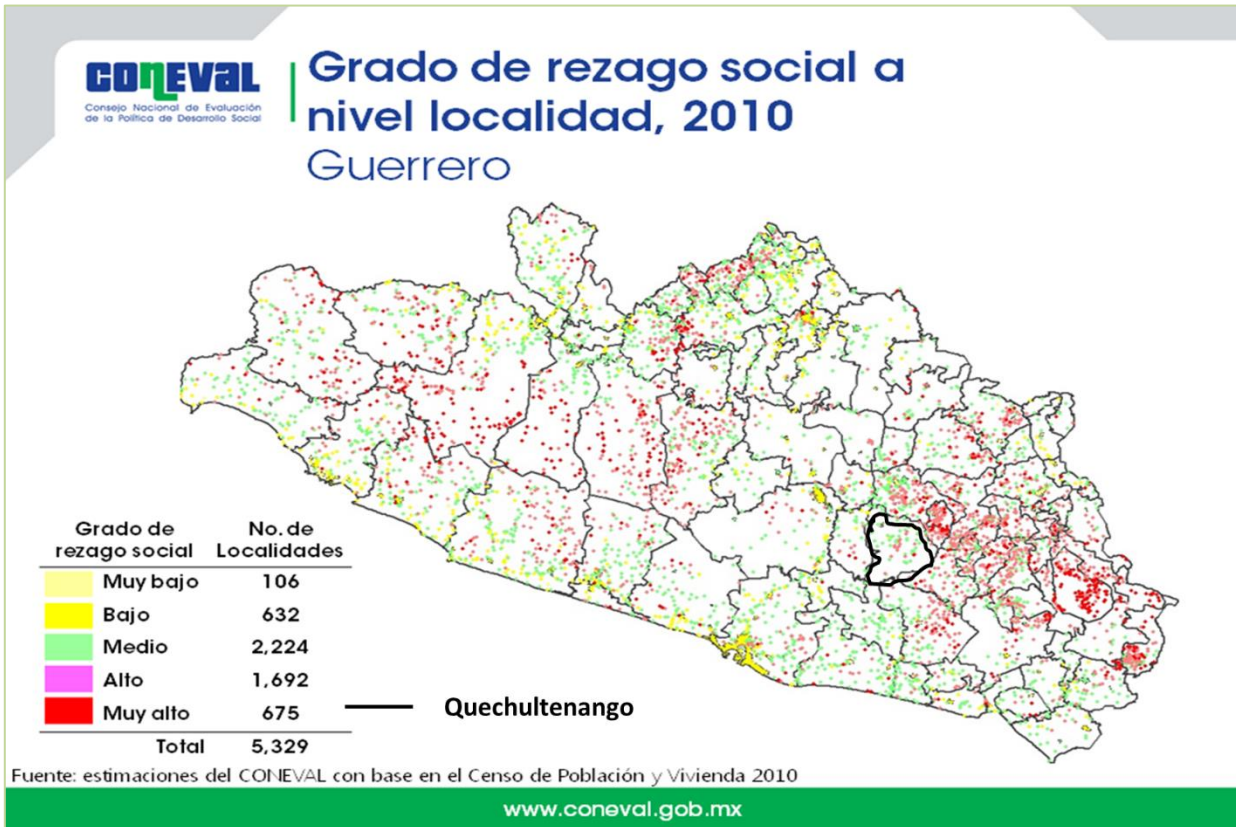 CONEVAL
Consejo Nacional de Evaluación
de la Política de Desarrollo Social
Grado de rezago social a
nivel localidad, 2010
Guerrero
Grado de rezago social No. de Localidades
Muy bajo 106
Bajo 632
Medio 2,224
Alto 1,692
Muy alto 675
Total 5,329
Quechultenango
Fuente: estimaciones del CONEVAL con base en el Censo de Población y Vivienda 2010
www.coneval.gob.mx